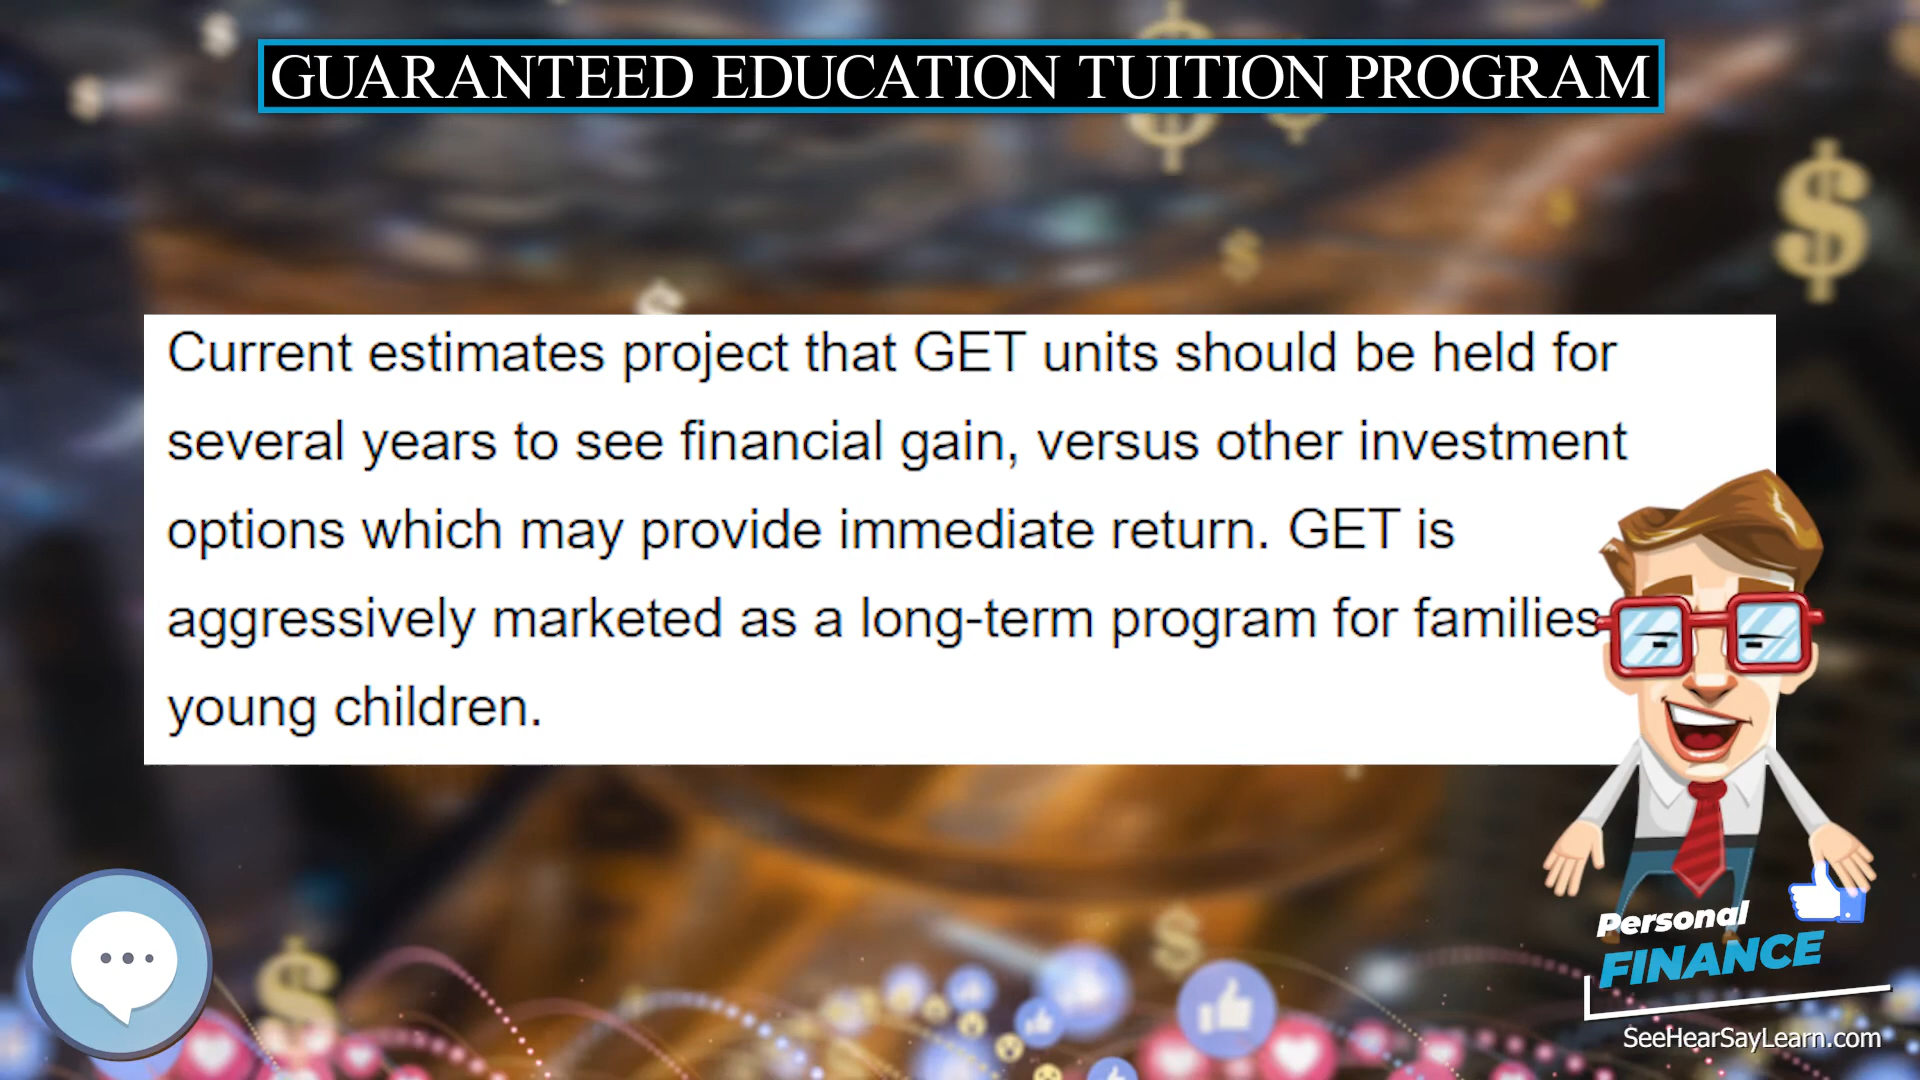 GUARANTEED EDUCATION TUITION PROGRAM
Current estimates project that GET units should be held for
several years to see financial gain, versus other investment
options which may provide immediate return. GET is
aggressively marketed as a long-term program for families
young children.
Personal
FINANCE
SeeHearSayLearn.com